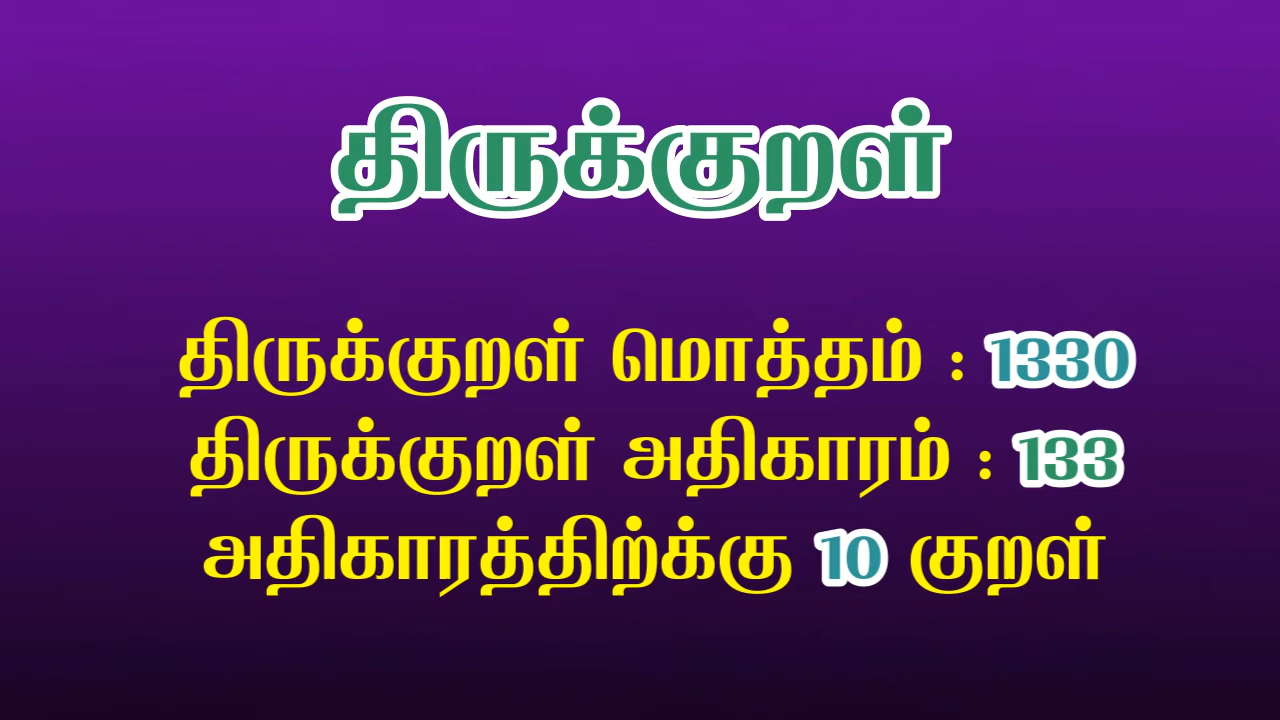 திருக்குறள்
திருக்குறள் மொத்தம் : 1330
திருக்குறள் அதிகாரம் : 133
அதிகாரத்திற்க்கு 10 குறள்